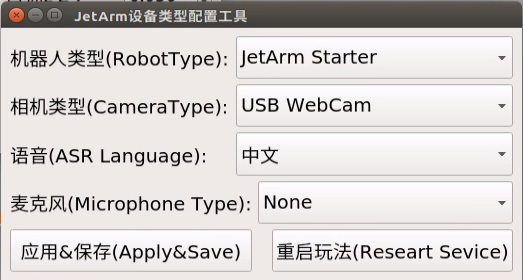 JetArm设备类型配置工具
机器人类型(RobotType): JetArm Starter
相机类型(CameraType): USB WebCam
语音(ASR Language): 中文
麦克风(Microphone Type): None
应用&保存(Apply&Save) 重启玩法(Researt Sevice)